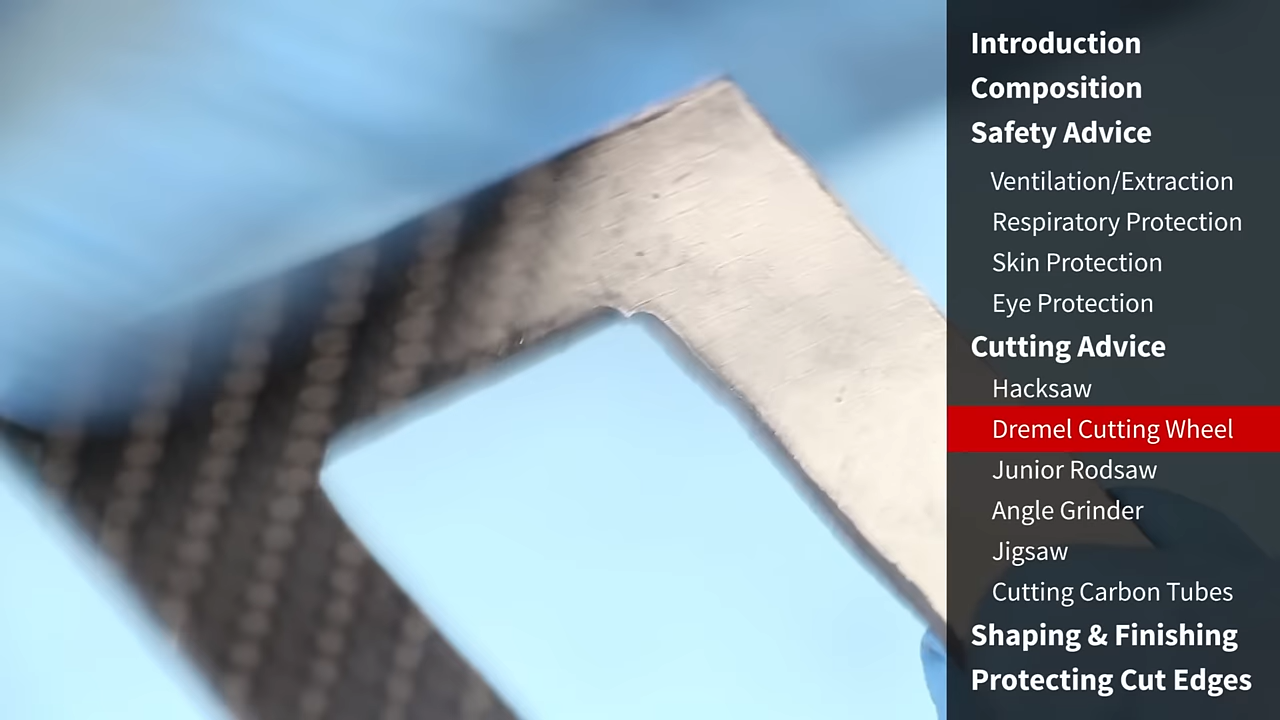 Introduction
Composition
Safety Advice
Ventilation/Extraction
Respiratory Protection
Skin Protection
Eye Protection
Cutting Advice
Hacksaw
Dremel Cutting Wheel
Junior Rodsaw
Angle Grinder
Jigsaw
Cutting Carbon Tubes
Shaping & Finishing
Protecting Cut Edges